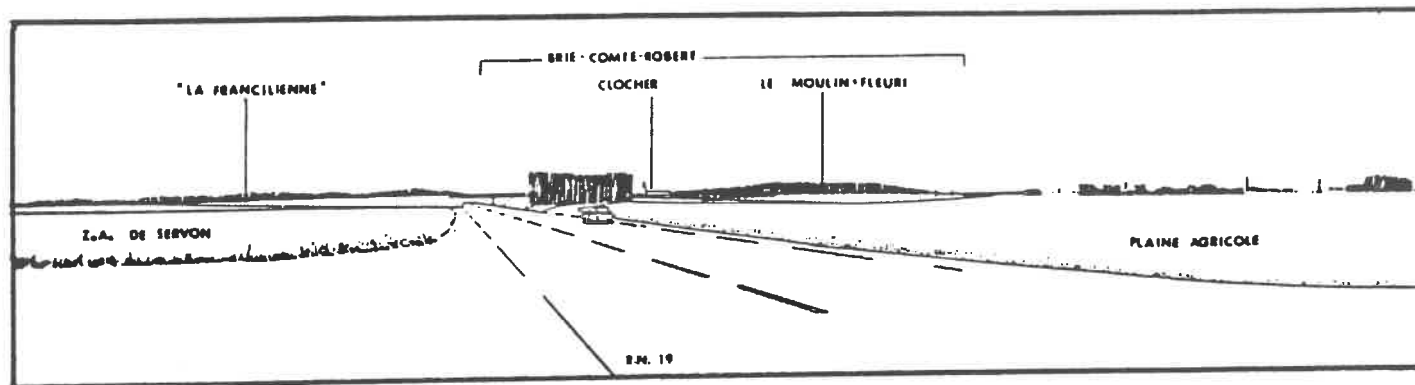 BRIE-COMTE-ROBERT
"LA FRANCILIENNE"
CLOCHER
LE MOULIN-FLEURI
Z.A. DE SERVON
PLAINE AGRICOLE
R.N. 19